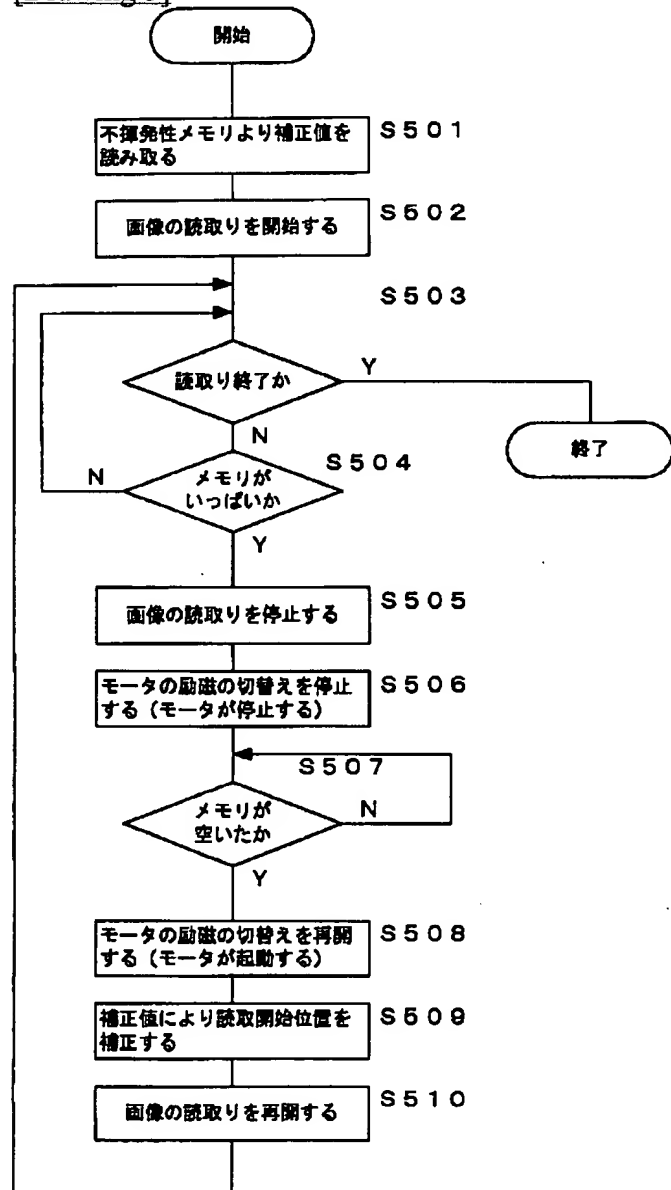 開始
不揮発性メモリより補正値を
読み取る
S501
画像の読取りを開始する
S502
S503
読取り終了か
Y
N
終了
メモリが
いっぱいか
S504
N
Y
画像の読取りを停止する
S505
モータの励磁の切替えを停止
する(モータが停止する)
S506
S507
メモリが
空いたか
N
Y
モータの励磁の切替えを再開
する(モータが起動する)
S508
補正値により読取開始位置を
補正する
S509
画像の読取りを再開する
S510